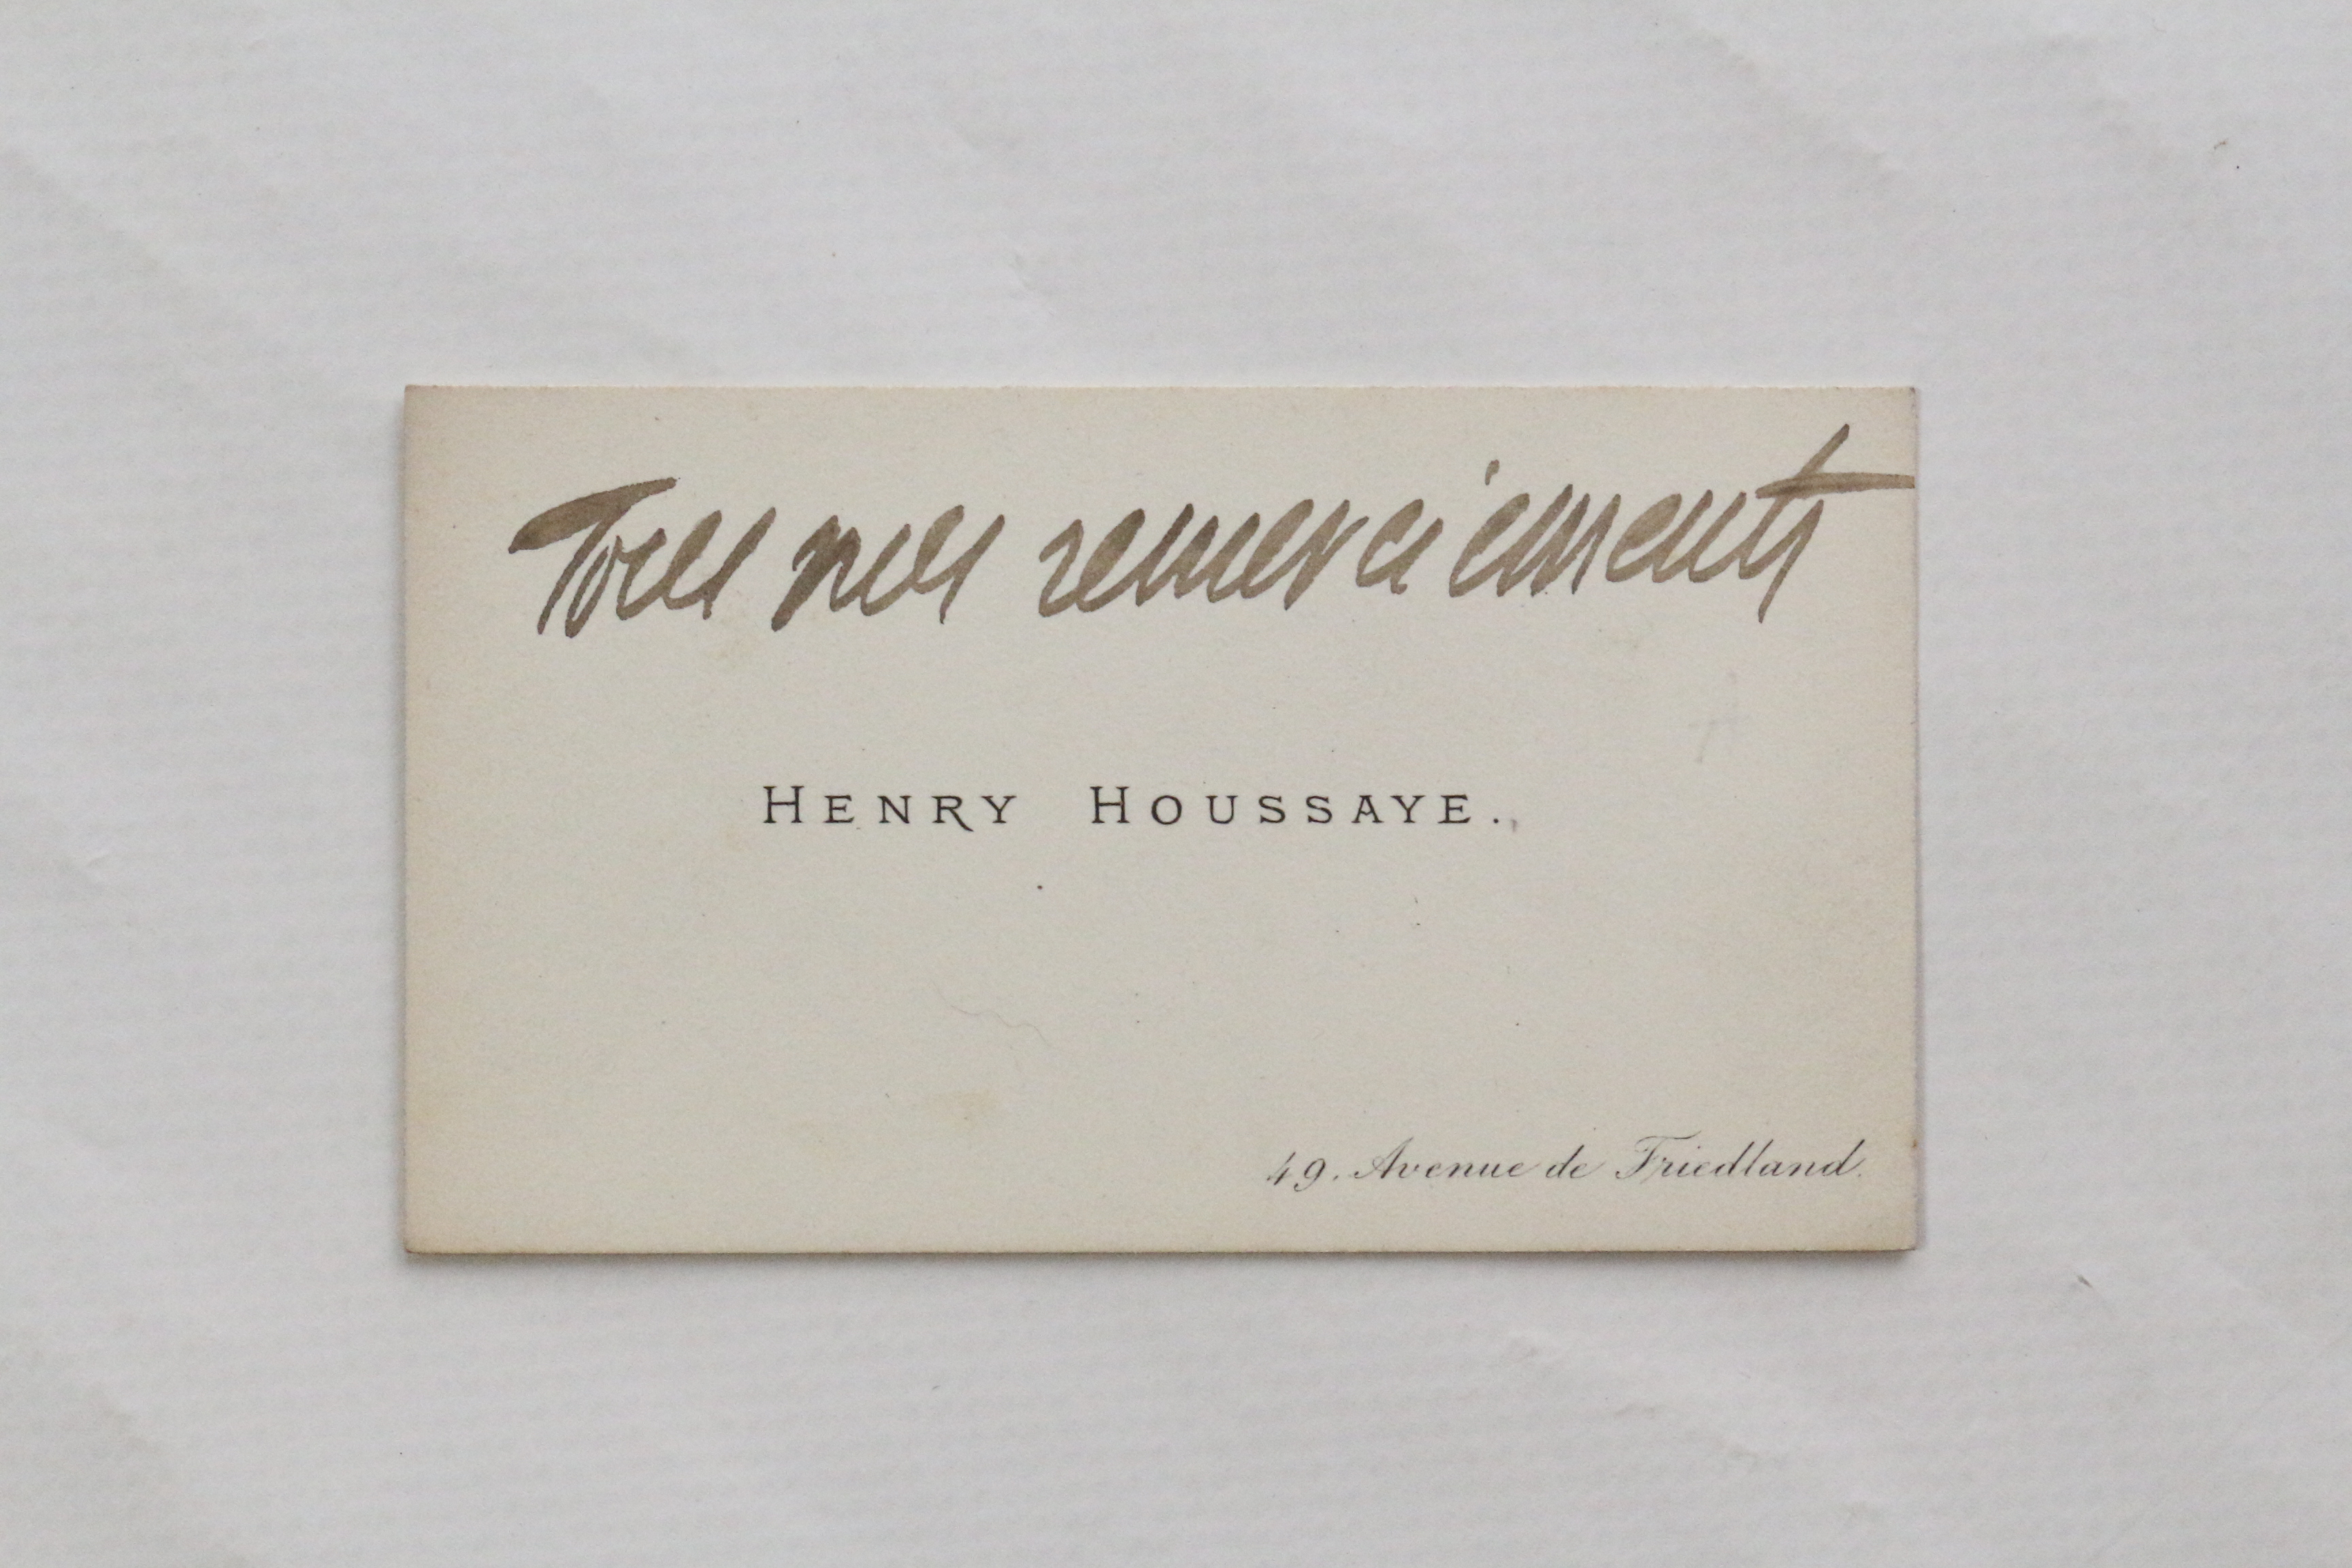 Tous mes remerciements
HENRY HOUSSAYE.
49. Avenue de Friedland.